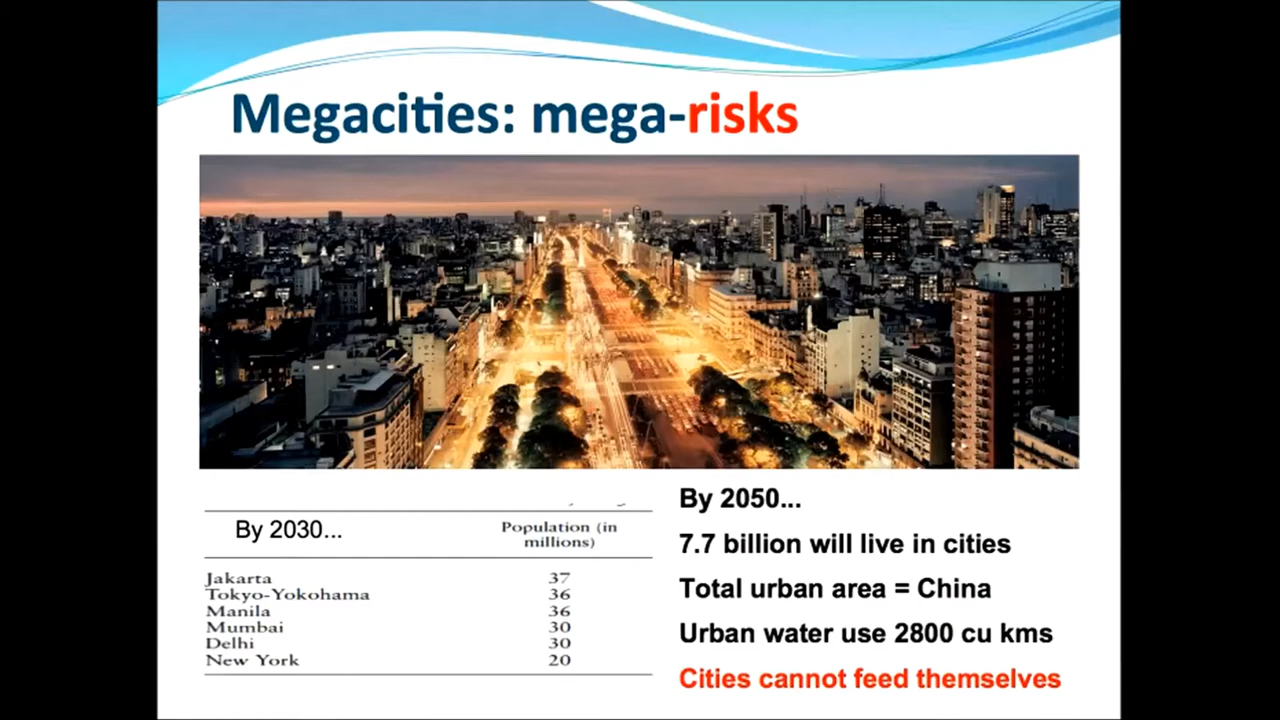 Megacities: mega-risks
By 2030...
Population (in
millions)
Jakarta 37
Tokyo-Yokohama 36
Manila 36
Mumbai 30
Delhi 30
New York 20
By 2050...
7.7 billion will live in cities
Total urban area = China
Urban water use 2800 cu kms
Cities cannot feed themselves